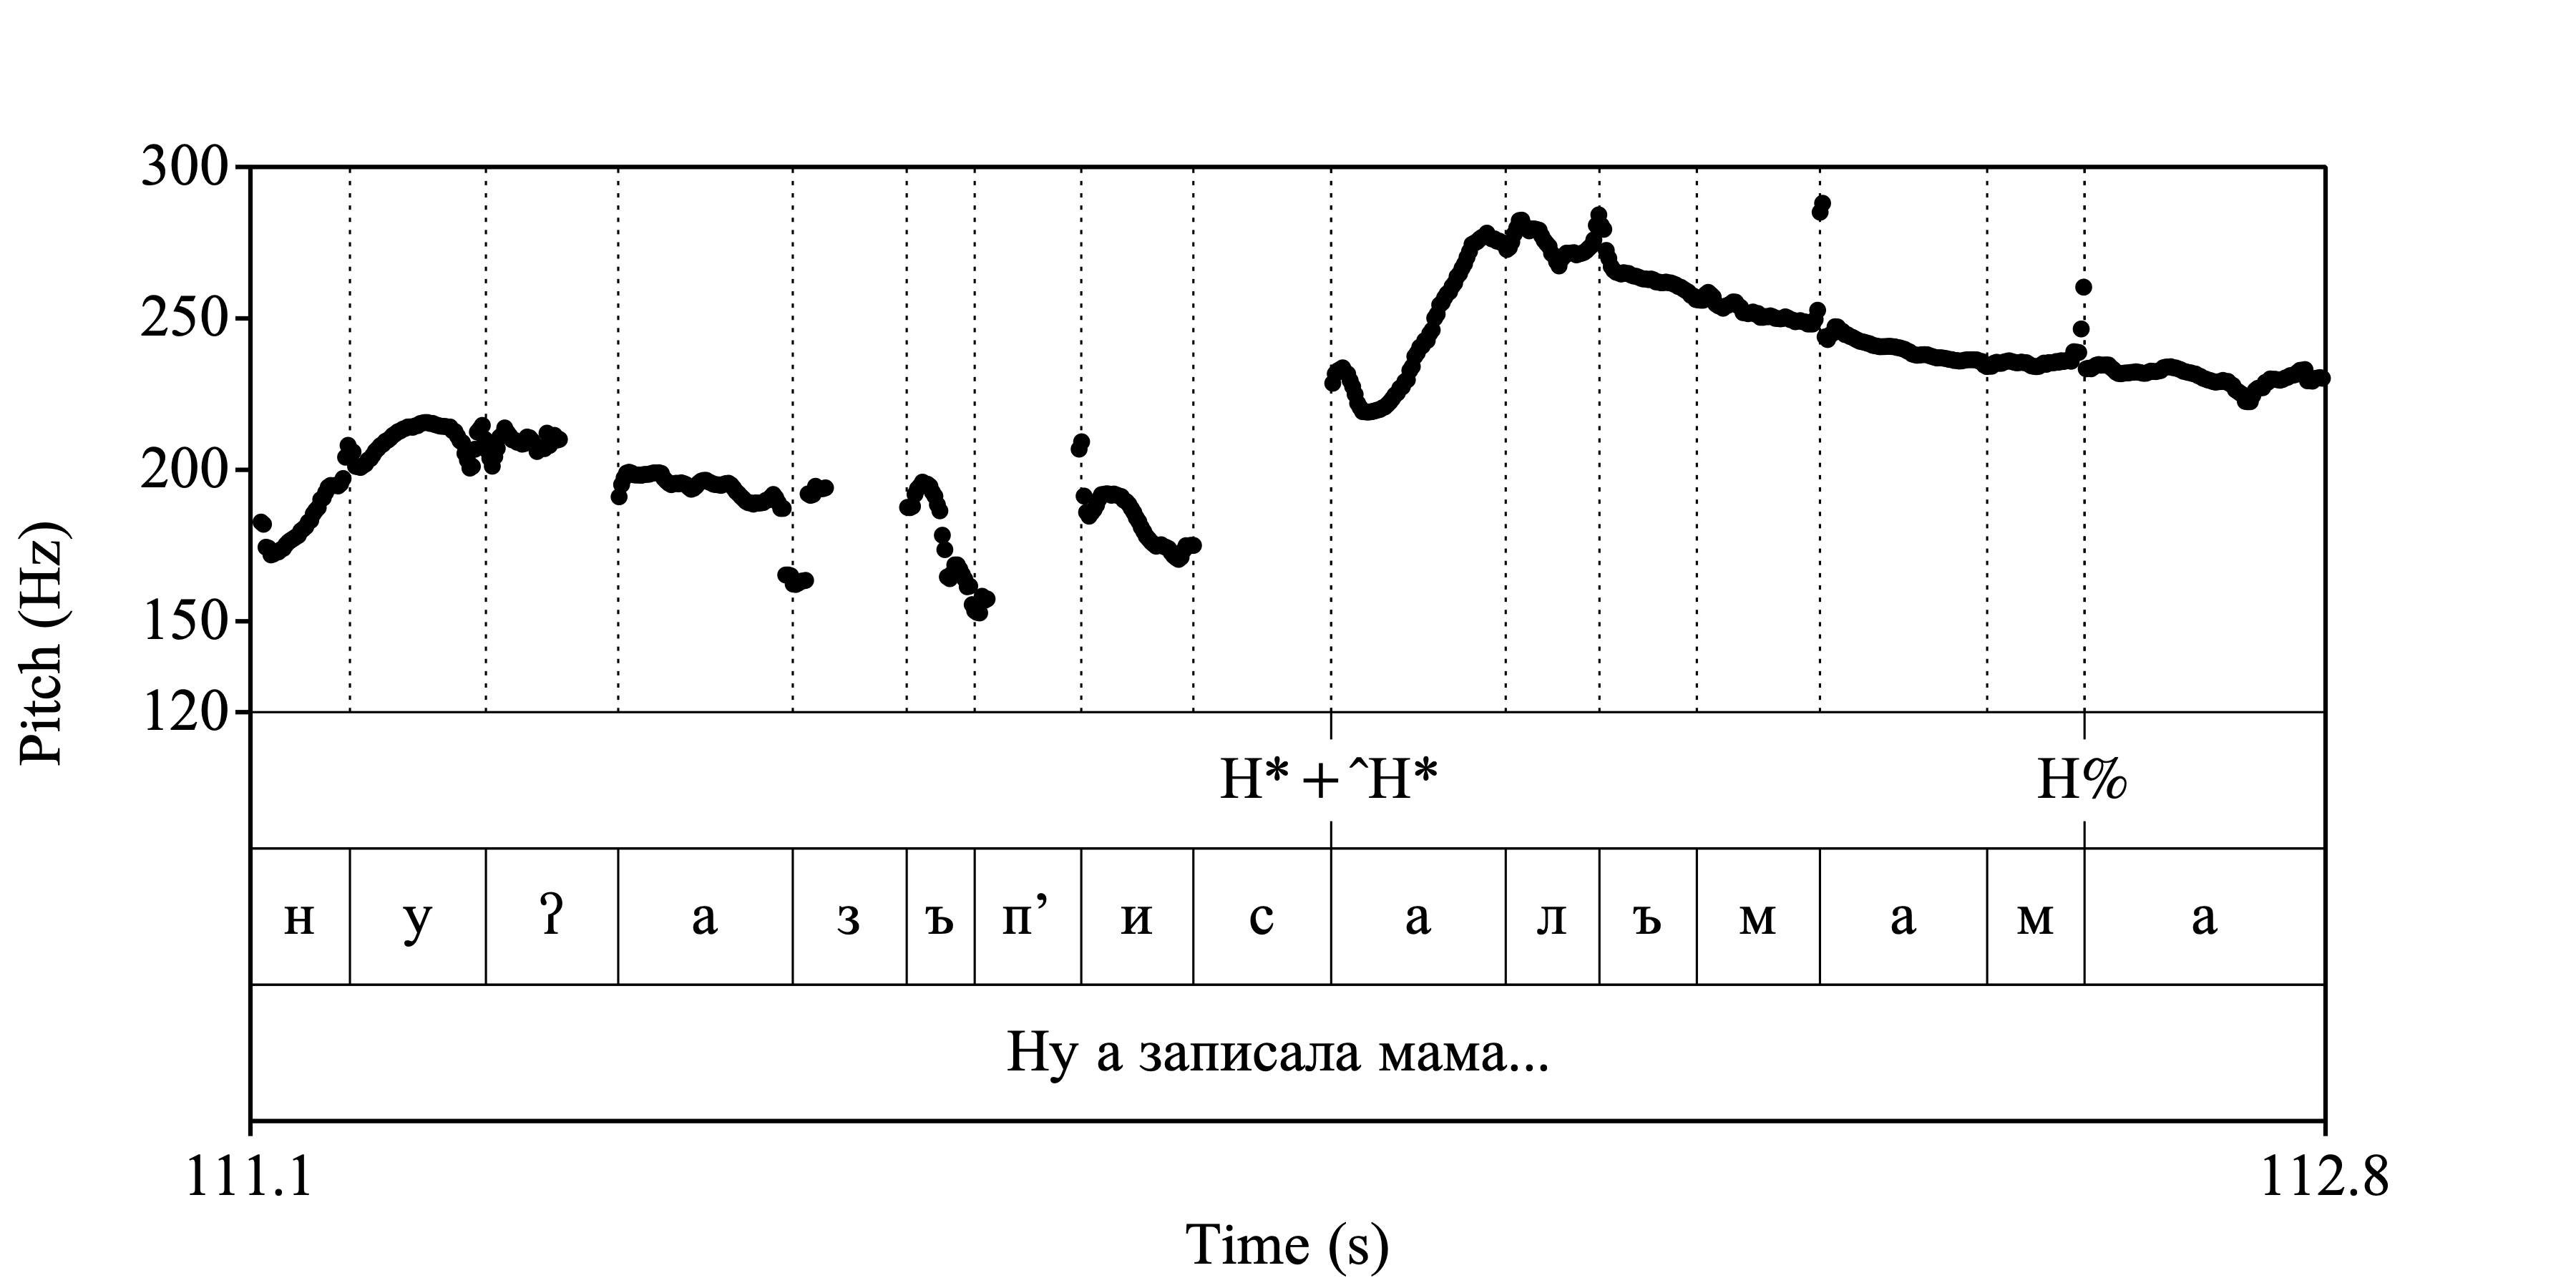 300
250
200
150
120
Pitch (Hz)
H* + ˆH* H%
н у ʔ а з ъ п’ и с а л ъ м а м а
Ну а записала мама...
111.1 112.8
Time (s)